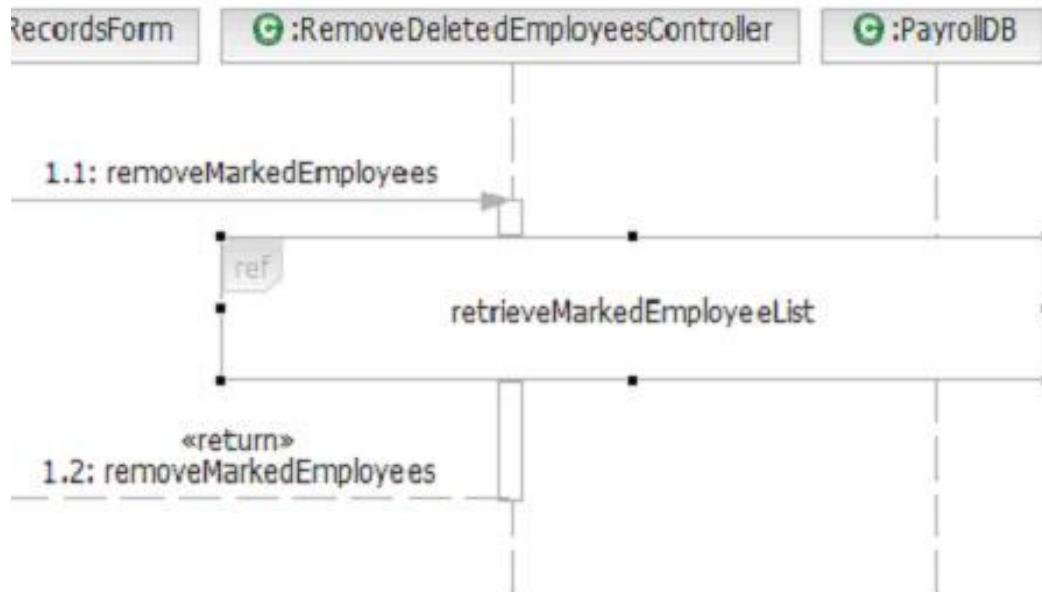 RecordsForm
C :RemoveDeletedEmployeesController
C :PayrollDB
1.1: removeMarkedEmployees
ref
retrieveMarkedEmployeeList
«return»
1.2: removeMarkedEmployees